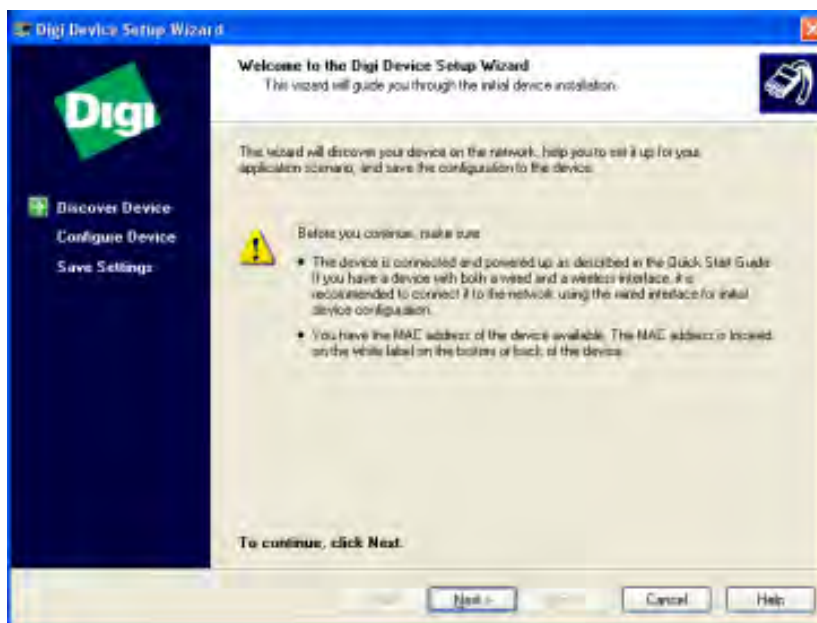 Digi Device Setup Wizard
Welcome to the Digi Device Setup Wizard
This wizard will guide you through the initial device installation.
Digi
This wizard will discover your device on the network, help you to set it up for your
application scenario, and save the configuration to the device.
Discover Device
Configure Device
Save Settings
Before you continue, make sure
• The device is connected and powered up as described in the Quick Start Guide.
If you have a device with both a wired and a wireless interface, it is
recommended to connect it to the network using the wired interface for initial
device configuration.
• You have the MAC address of the device available. The MAC address is located
on the white label on the bottom or back of the device.
To continue, click Next.
Next >
Cancel
Help